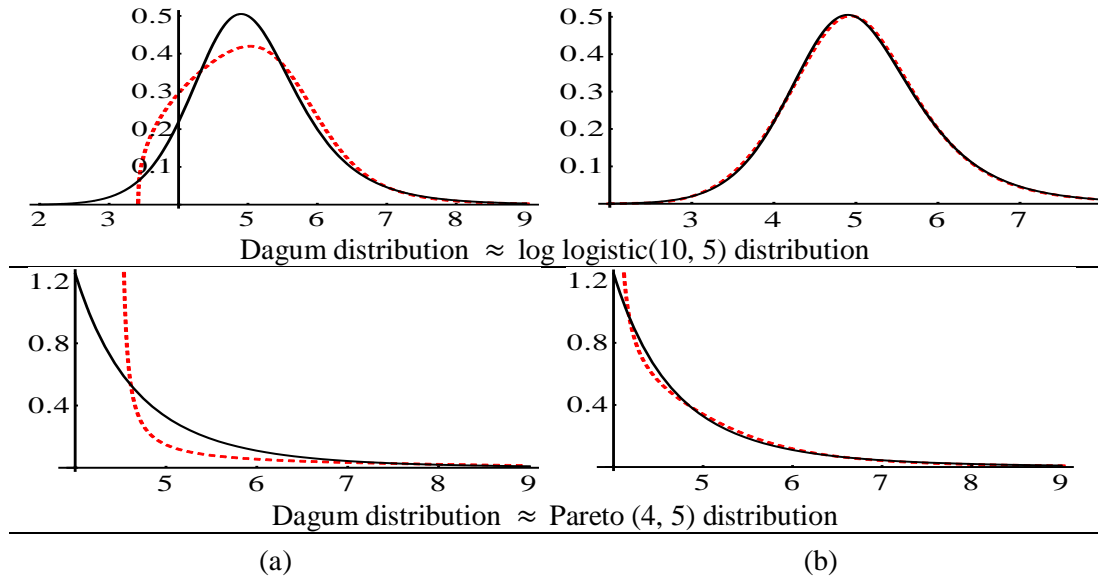 0.5 0.5
0.4 0.4
0.3 0.3
0.2 0.2
0.1 0.1
2 3 5 6 7 8 9 3 4 5 6 7
Dagum distribution ≈ log logistic(10, 5) distribution
1.2 1.2
0.8 0.8
0.4 0.4
5 6 7 8 9 5 6 7 8 9
Dagum distribution ≈ Pareto (4, 5) distribution
(a) (b)